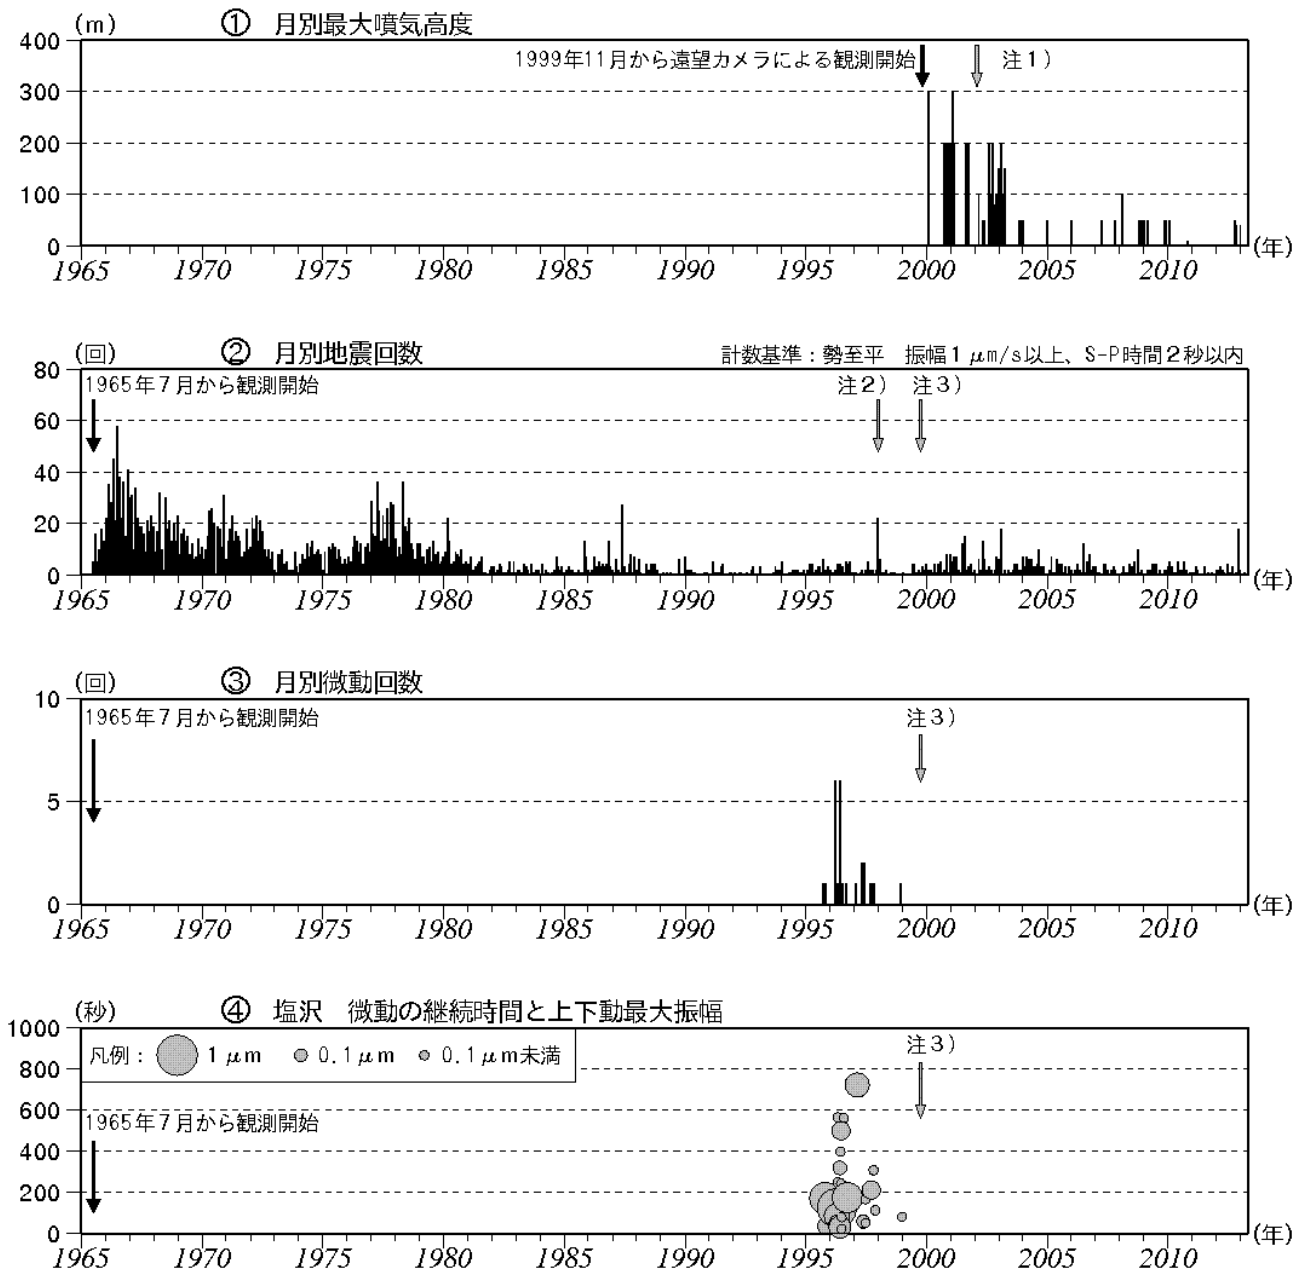 (m) ① 月別最大噴気高度
400
1999年11月から遠望カメラによる観測開始 注1)
300
200
100
0
1965 1970 1975 1980 1985 1990 1995 2000 2005 2010 (年)
(回) ② 月別地震回数 計数基準：勢至平 振幅1μm/s以上、S-P時間2秒以内
80
1965年7月から観測開始 注2) 注3)
60
40
20
0
1965 1970 1975 1980 1985 1990 1995 2000 2005 2010 (年)
(回) ③ 月別微動回数
10
1965年7月から観測開始 注3)
5
0
1965 1970 1975 1980 1985 1990 1995 2000 2005 2010 (年)
(秒) ④ 塩沢 微動の継続時間と上下動最大振幅
1000
凡例： 1μm 0.1μm 0.1μm未満 注3)
800
600
1965年7月から観測開始
400
200
0
1965 1970 1975 1980 1985 1990 1995 2000 2005 2010 (年)